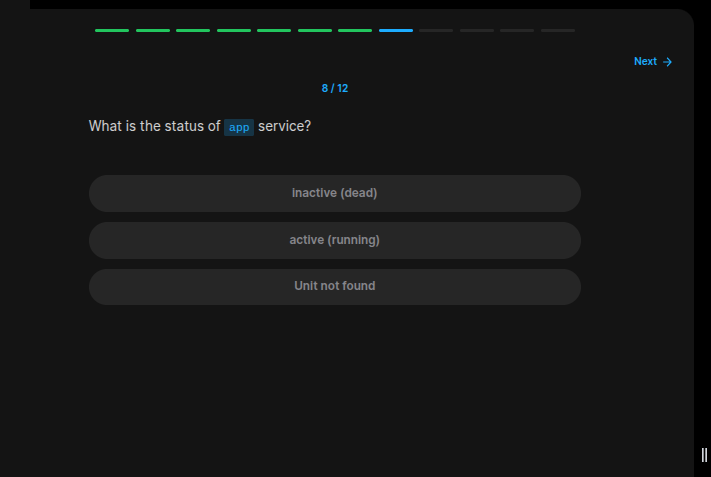 Next
8 / 12
What is the status of app service?
inactive (dead)
active (running)
Unit not found